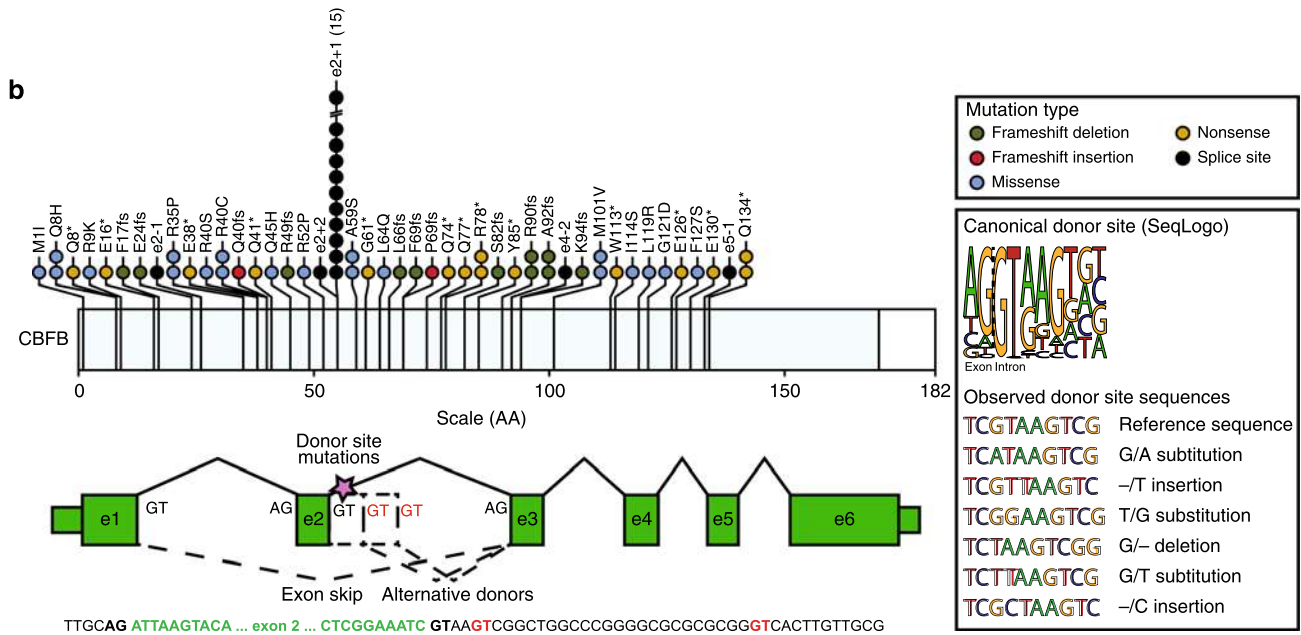 b
e2+1 (15)
M1I
Q8H
Q8*
R9K
E16*
F17fs
E24fs
e2-1
R35P
E38*
R40S
R40C
Q40fs
Q41*
Q45H
R49fs
R52P
e2+2
A59S
G61*
L64Q
L66fs
F69fs
P69fs
Q74*
Q77*
R78*
S82fs
Y85*
R90fs
A92fs
e4-2
K94fs
M101V
W113*
I114S
L119R
G121D
E126*
F127S
E130*
e5-1
Q134*
CBFB
0 50 100 150 182
Scale (AA)
Donor site
mutations
e1 GT AG e2 GT GT GT AG e3 e4 e5 e6
Exon skip Alternative donors
TTGCAG ATTAAGTACA ... exon 2 ... CTCGGAAATC GTAAGTCGGCTGGCCCGGGGCGCGCGCGGGTCACTTGTTGCG
Mutation type
Frameshift deletion Nonsense
Frameshift insertion Splice site
Missense
Canonical donor site (SeqLogo)
Exon Intron
Observed donor site sequences
TCGTAAGTCG Reference sequence
TCATAAGTCG G/A subtitution
TCGTTAAGTC –/T insertion
TCGGAAGTCG T/G substitution
TCTAAGTCGG G/– deletion
TCTTAAGTCG G/T subtitution
TCGCTAAGTC –/C insertion